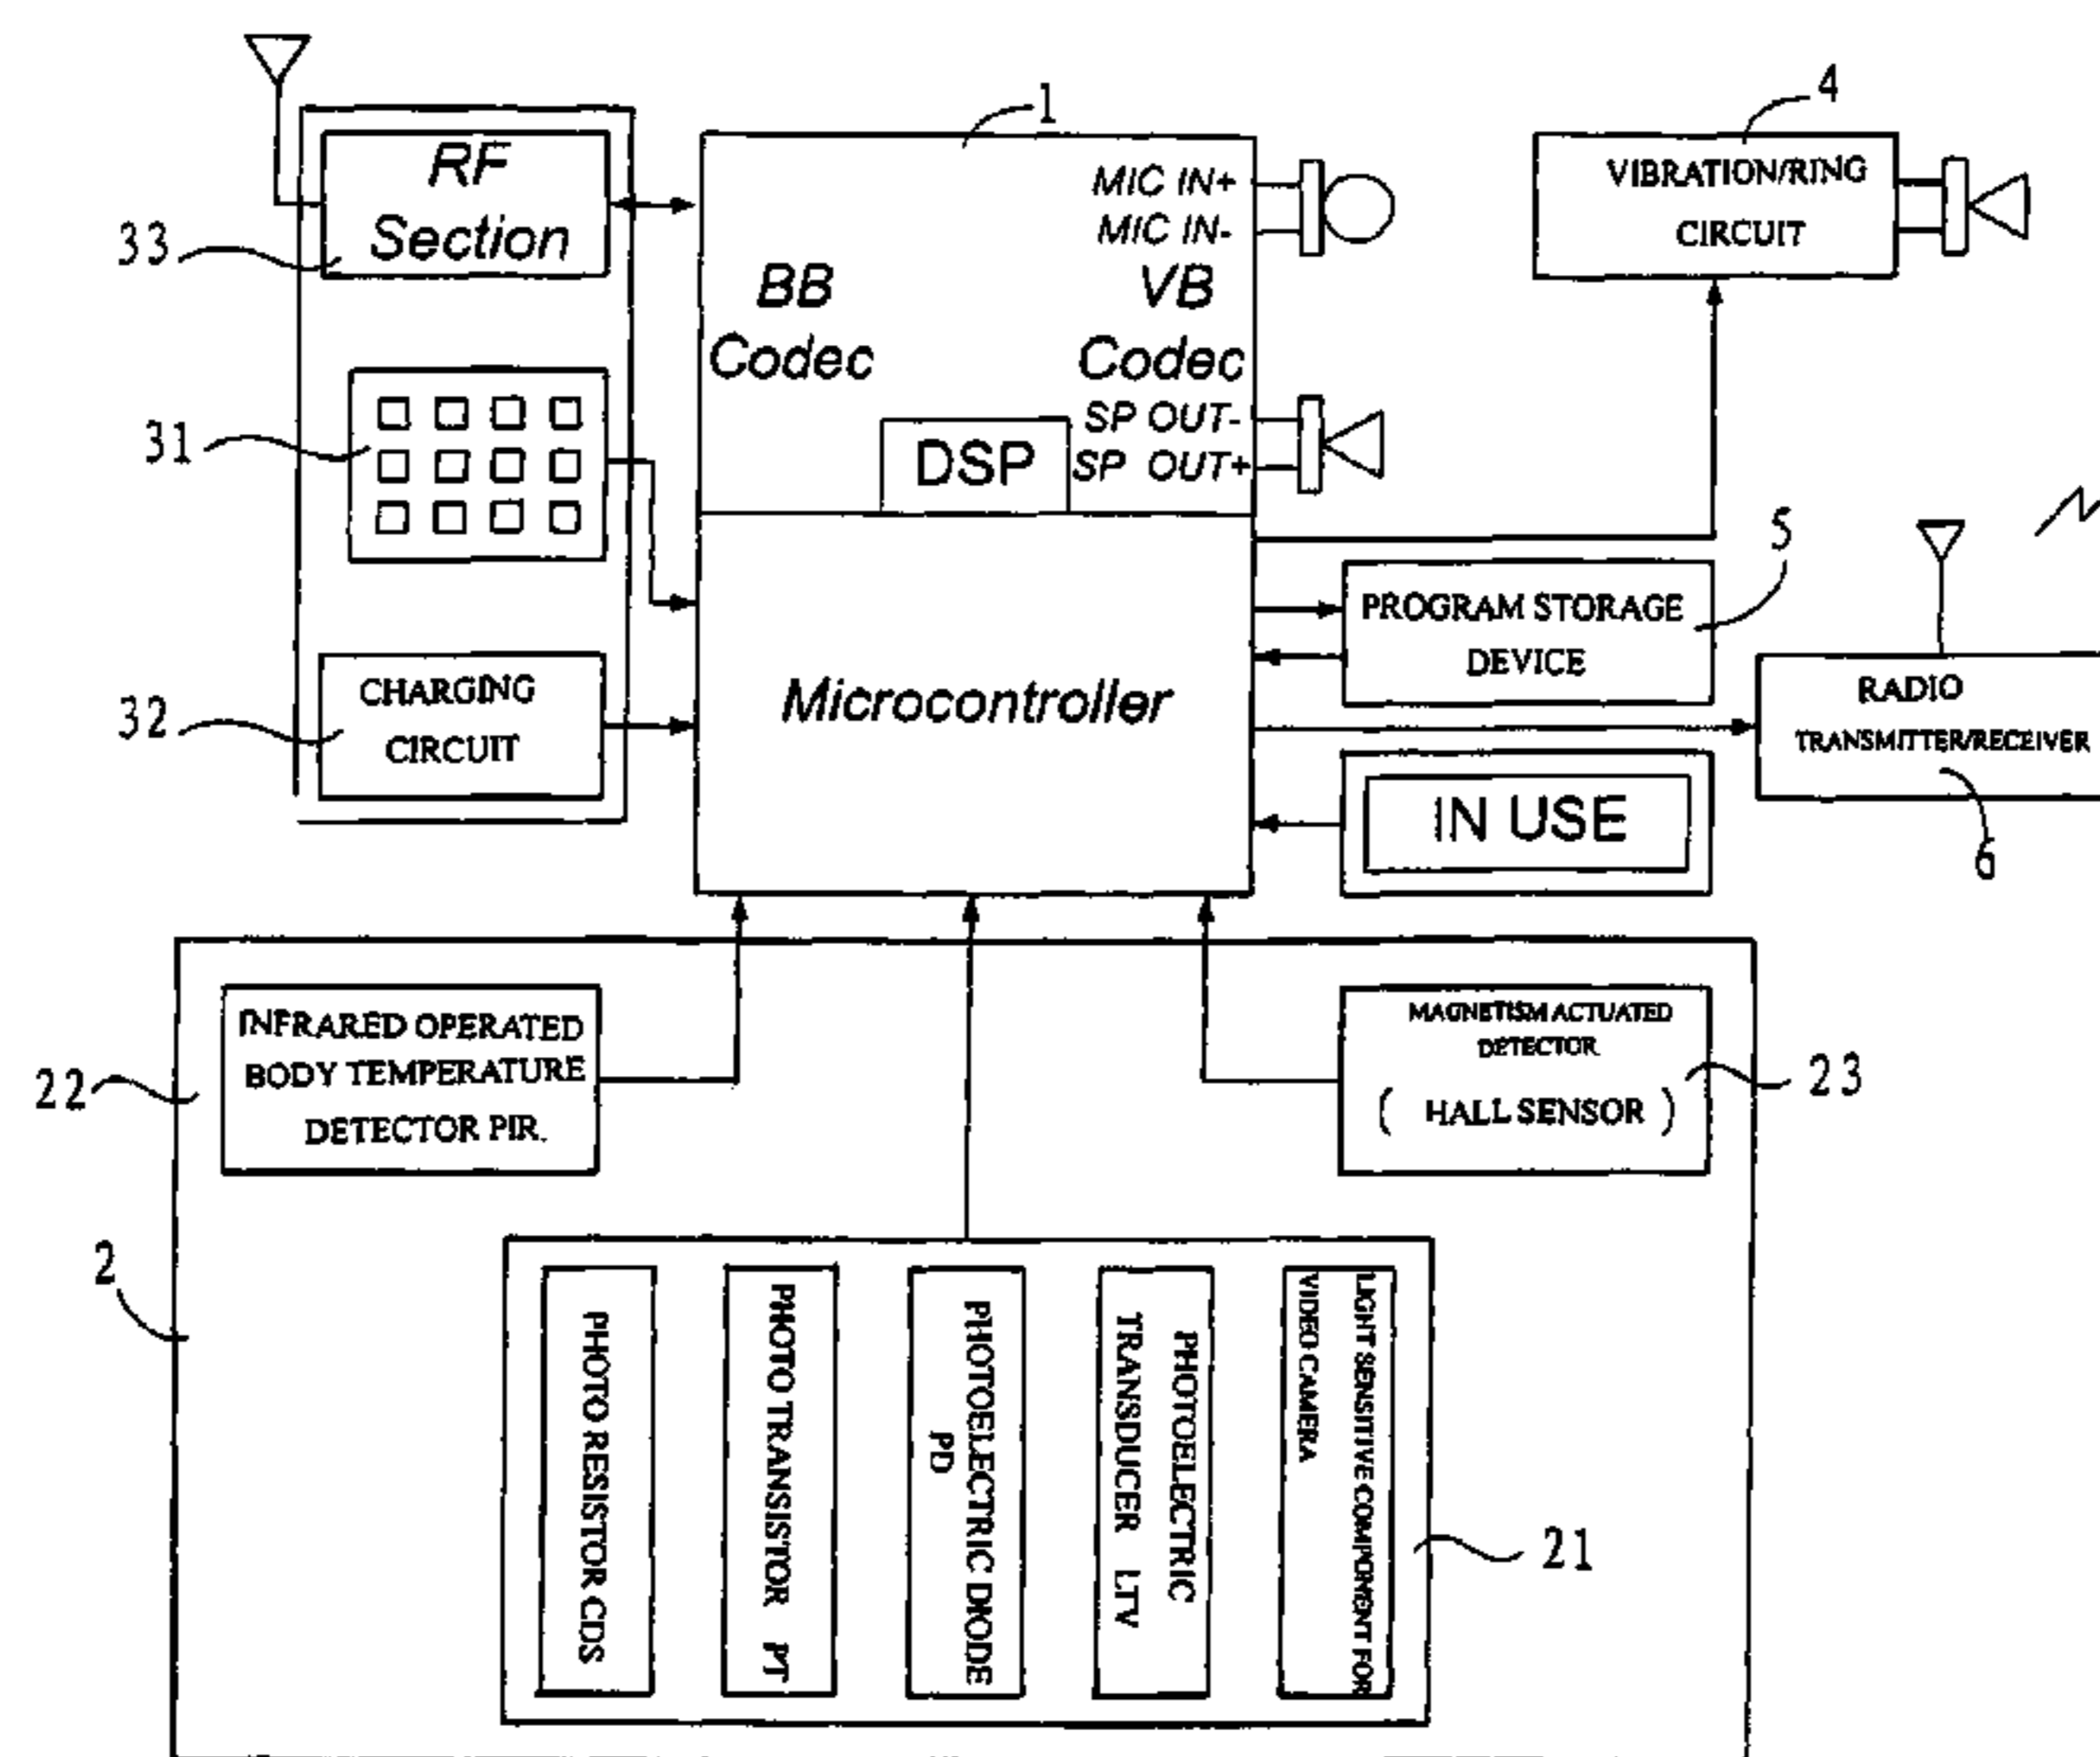 1
4
RF
Section
33
MIC IN+
MIC IN-
BB
Codec
VB
Codec
SP OUT-
SP OUT+
DSP
VIBRATION/RING
CIRCUIT
31
5
PROGRAM STORAGE
DEVICE
CHARGING
CIRCUIT
32
Microcontroller
RADIO
TRANSMITTER/RECEIVER
IN USE
6
INFRARED OPERATED
BODY TEMPERATURE
DETECTOR PIR.
22
MAGNETISM ACTUATED
DETECTOR
( HALL SENSOR )
23
2
PHOTO RESISTOR CDS
PHOTO TRANSISTOR PT
PHOTOELECTRIC DIODE
PD
PHOTOELECTRIC
TRANSDUCER LTV
LIGHT SENSITIVE COMPONENT FOR
VIDEO CAMERA
21